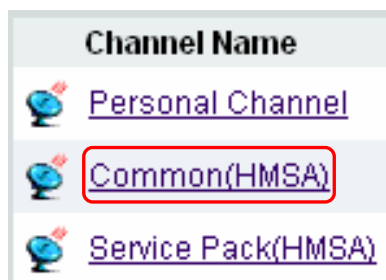 Channel Name
Personal Channel
Common(HMSA)
Service Pack(HMSA)